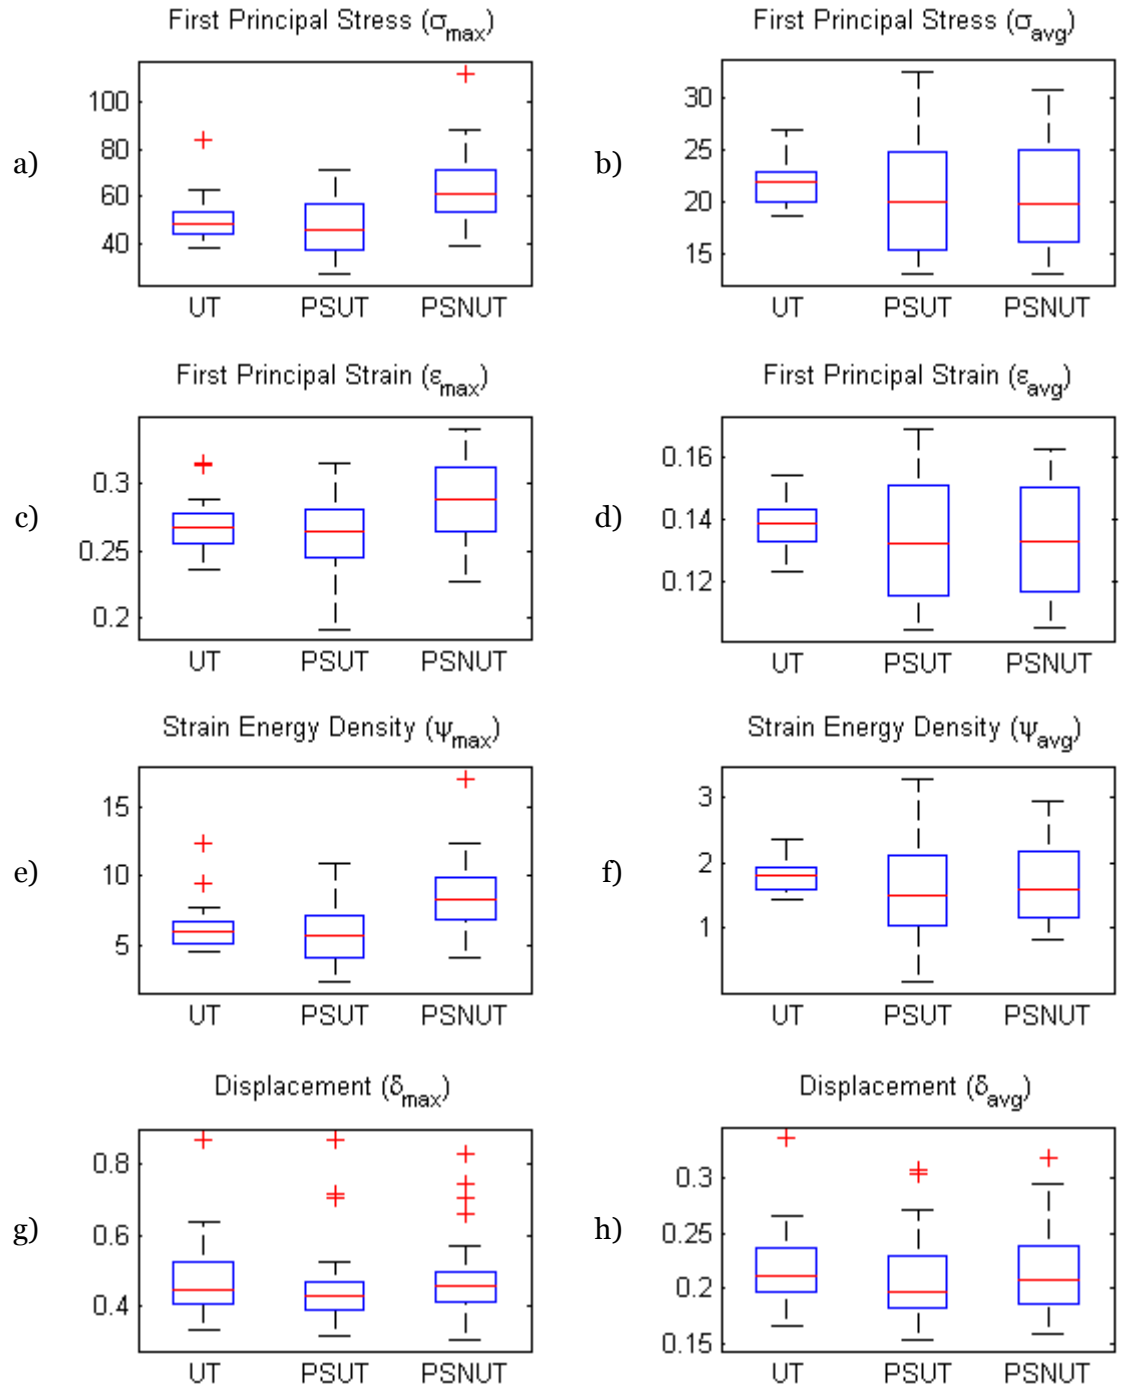 First Principal Stress (σmax)
First Principal Stress (σavg)
a)
100
80
60
40
UT PSUT PSNUT
b)
30
25
20
15
UT PSUT PSNUT
First Principal Strain (εmax)
First Principal Strain (εavg)
c)
0.3
0.25
0.2
UT PSUT PSNUT
d)
0.16
0.14
0.12
UT PSUT PSNUT
Strain Energy Density (ψmax)
Strain Energy Density (ψavg)
e)
15
10
5
UT PSUT PSNUT
f)
3
2
1
UT PSUT PSNUT
Displacement (δmax)
Displacement (δavg)
g)
0.8
0.6
0.4
UT PSUT PSNUT
h)
0.3
0.25
0.2
0.15
UT PSUT PSNUT